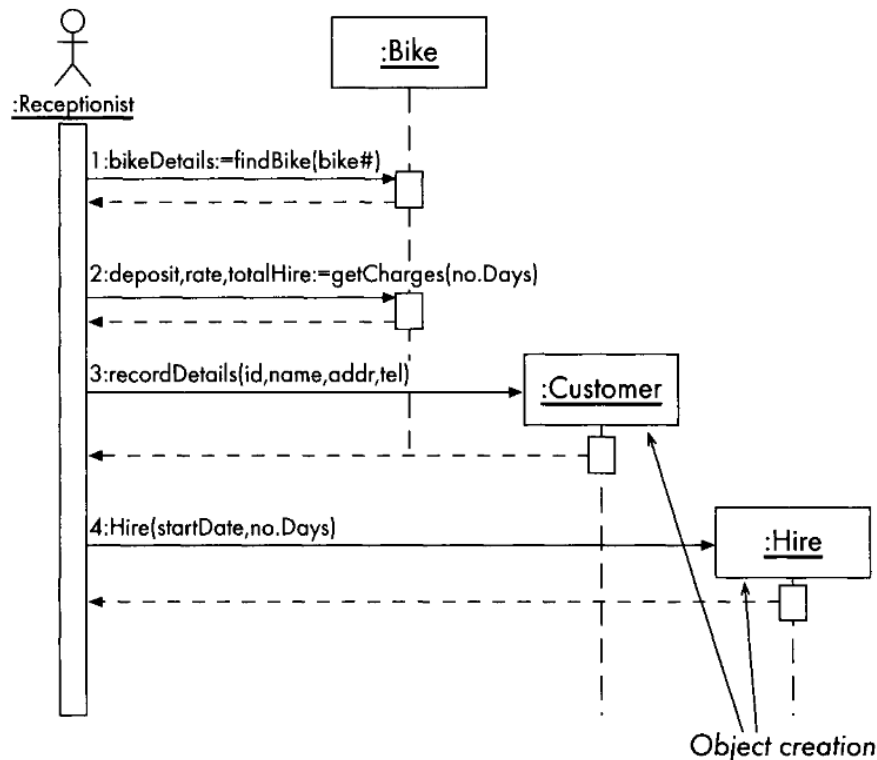 :Bike
:Receptionist
1:bikeDetails:=findBike(bike#)
2:deposit,rate,totalHire:=getCharges(no.Days)
3:recordDetails(id,name,addr,tel)
:Customer
4:Hire(startDate,no.Days)
:Hire
Object creation